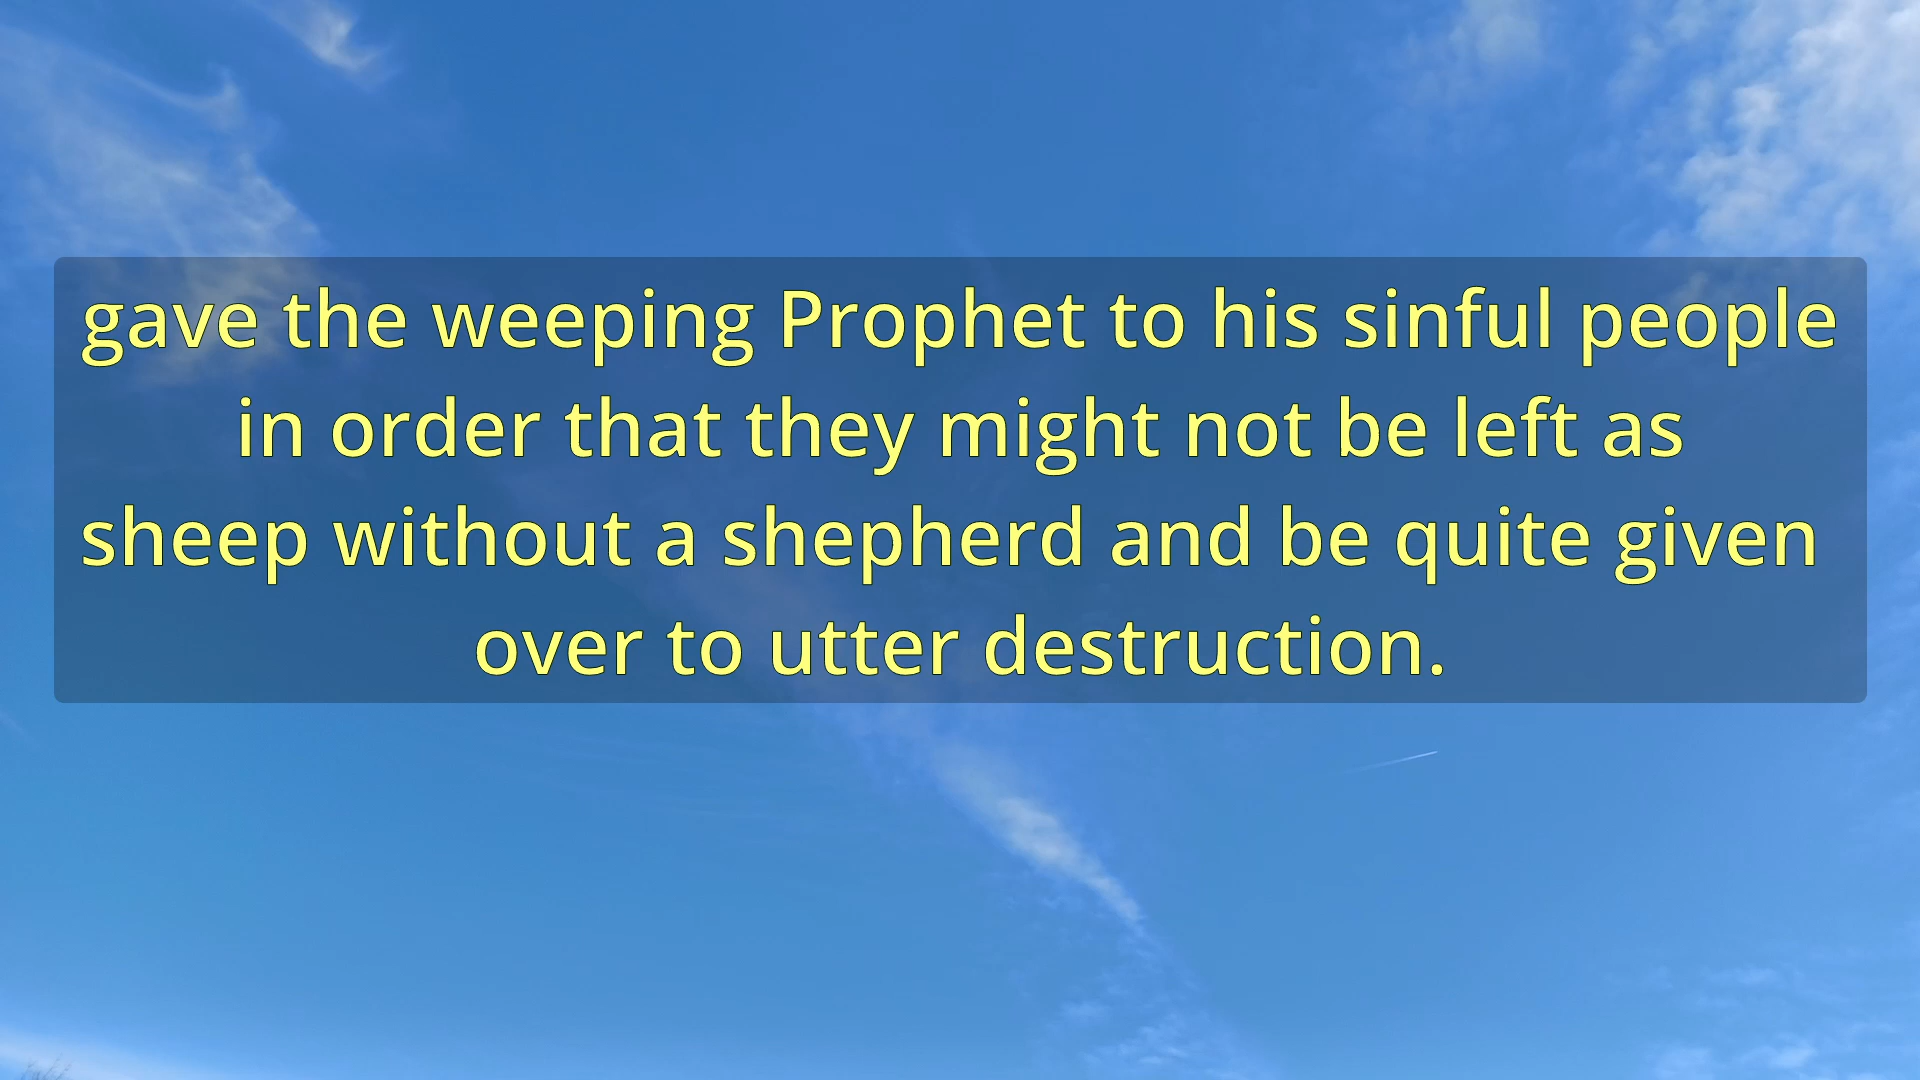 gave the weeping Prophet to his sinful people
in order that they might not be left as
sheep without a shepherd and be quite given
over to utter destruction.